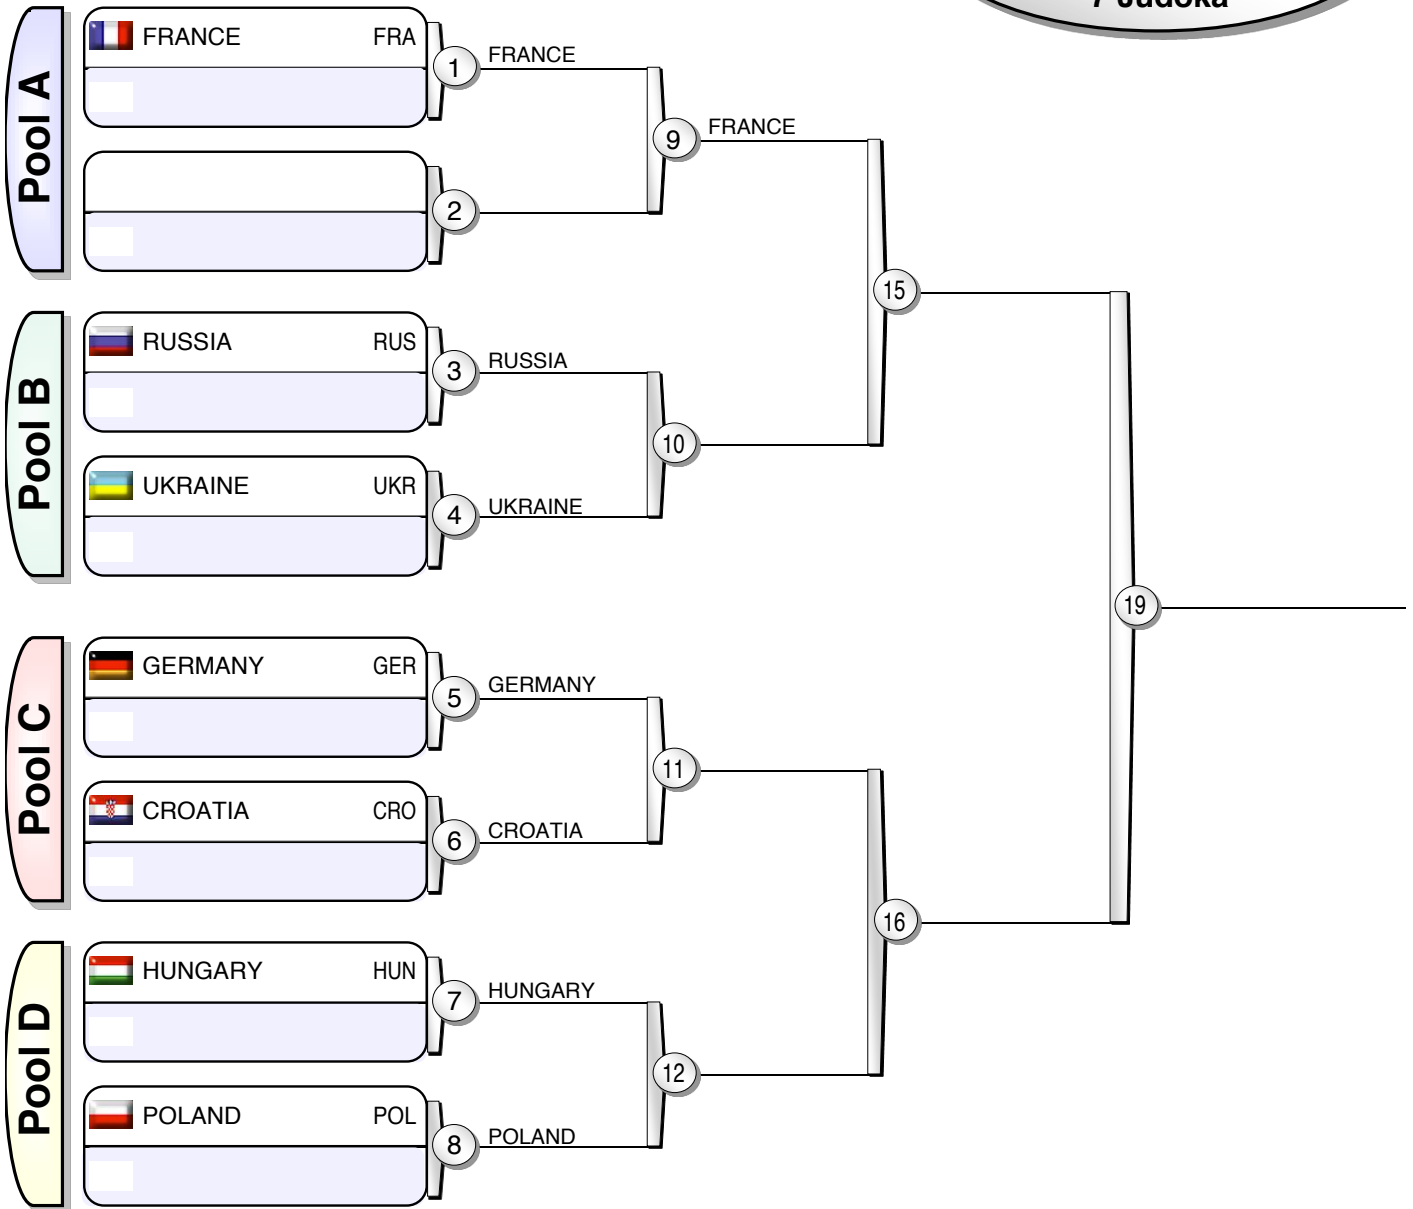 7 Judoka
Pool A
FRANCE FRA
1
FRANCE
9
FRANCE
2
15
Pool B
RUSSIA RUS
3
RUSSIA
10
UKRAINE UKR
4
UKRAINE
19
Pool C
GERMANY GER
5
GERMANY
11
CROATIA CRO
6
CROATIA
16
Pool D
HUNGARY HUN
7
HUNGARY
12
POLAND POL
8
POLAND